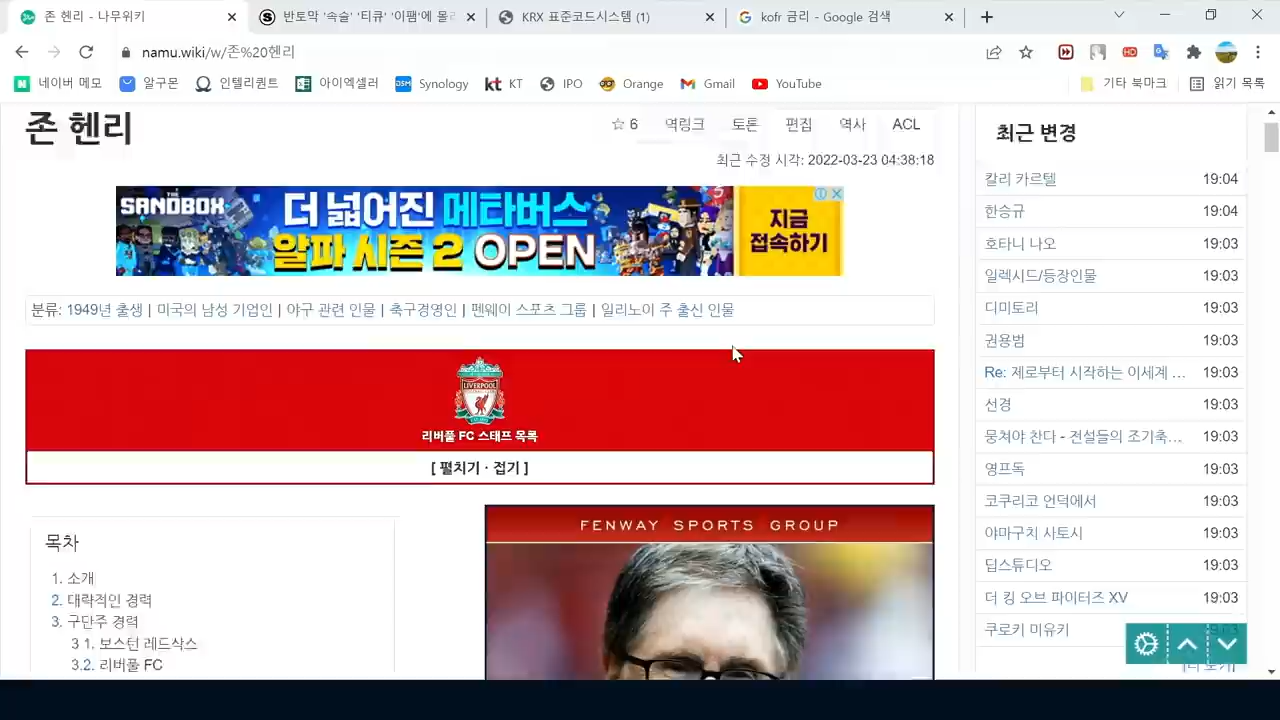 존 헨리 - 나무위키
반토막 '속슬' '티큐' '이팸'에 몰
KRX 표준코드시스템 (1)
kofr 금리 - Google 검색
namu.wiki/w/존%20헨리
네이버 메모
알구몬
인텔리퀀트
아이엑셀러
DSM Synology
kt KT
IPO
Orange
Gmail
YouTube
기타 북마크
읽기 목록
존 헨리
☆ 6 역링크 토론 편집 역사 ACL
최근 수정 시각: 2022-03-23 04:38:18
THE SANDBOX
더 넓어진 메타버스
알파 시즌 2 OPEN
지금
접속하기
분류: 1949년 출생 | 미국의 남성 기업인 | 야구 관련 인물 | 축구경영인 | 펜웨이 스포츠 그룹 | 일리노이 주 출신 인물
LIVERPOOL
리버풀 FC 스태프 목록
[ 펼치기 · 접기 ]
목차
1. 소개
2. 대략적인 경력
3. 구단주 경력
3.1. 보스턴 레드삭스
3.2. 리버풀 FC
FENWAY SPORTS GROUP
최근 변경
칼리 카르텔 19:04
한승규 19:04
호타니 나오 19:03
일렉시드/등장인물 19:03
디미토리 19:03
권용범 19:03
Re: 제로부터 시작하는 이세계 ... 19:03
선경 19:03
뭉쳐야 찬다 - 전설들의 조기축... 19:03
영프독 19:03
코쿠리코 언덕에서 19:03
야마구치 사토시 19:03
딥스튜디오 19:03
더 킹 오브 파이터즈 XV 19:03
쿠로키 미유키